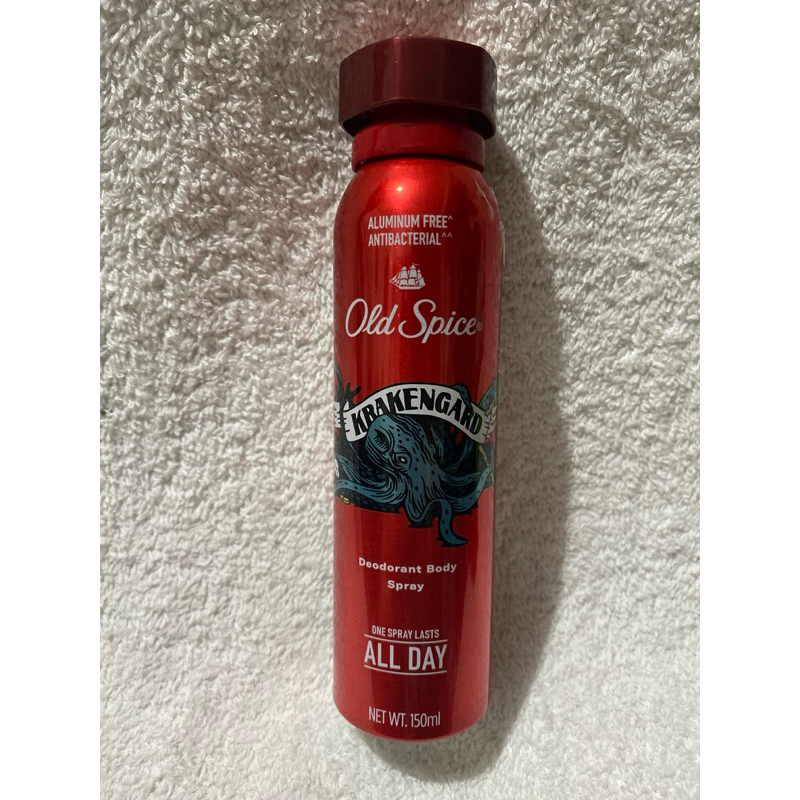 ALUMINUM FREE^
ANTIBACTERIAL^^
Old Spice
KRAKENGARD
Deodorant Body
Spray
ONE SPRAY LASTS
ALL DAY
NET WT. 150ml